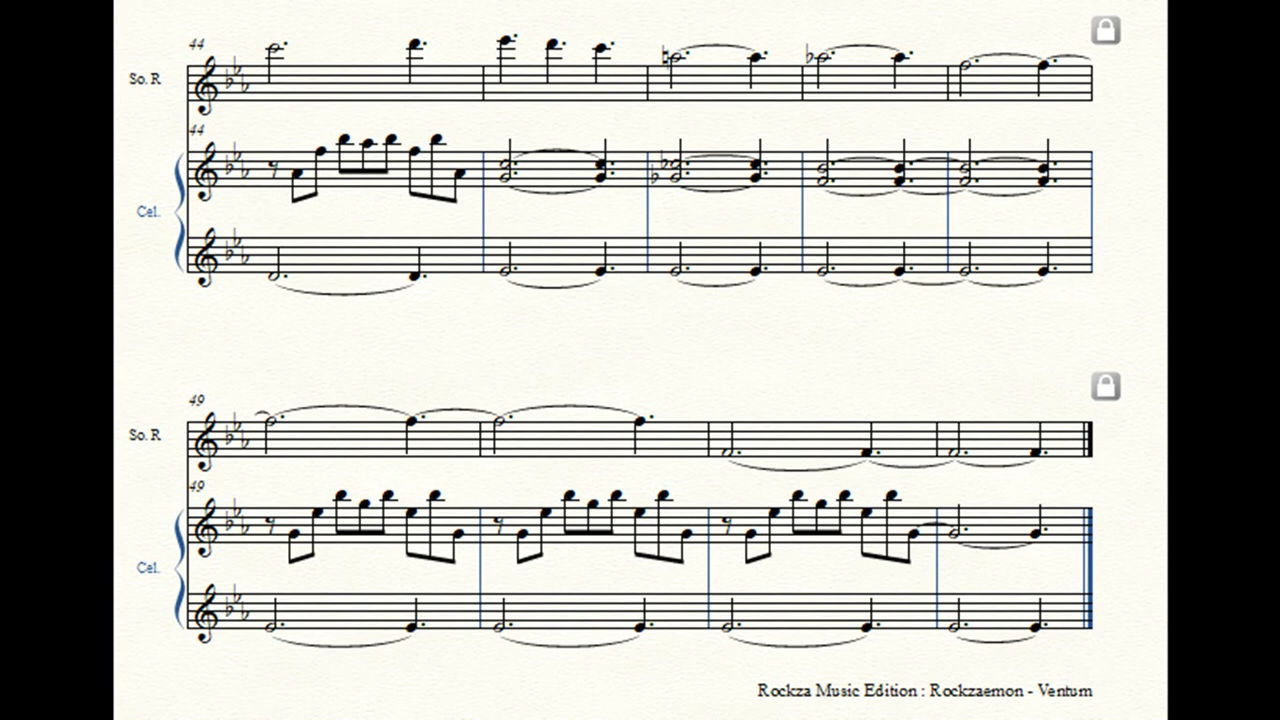 44
So. R
44
Cel.
49
So. R
49
Cel.
Rockza Music Edition : Rockzaemon - Ventum